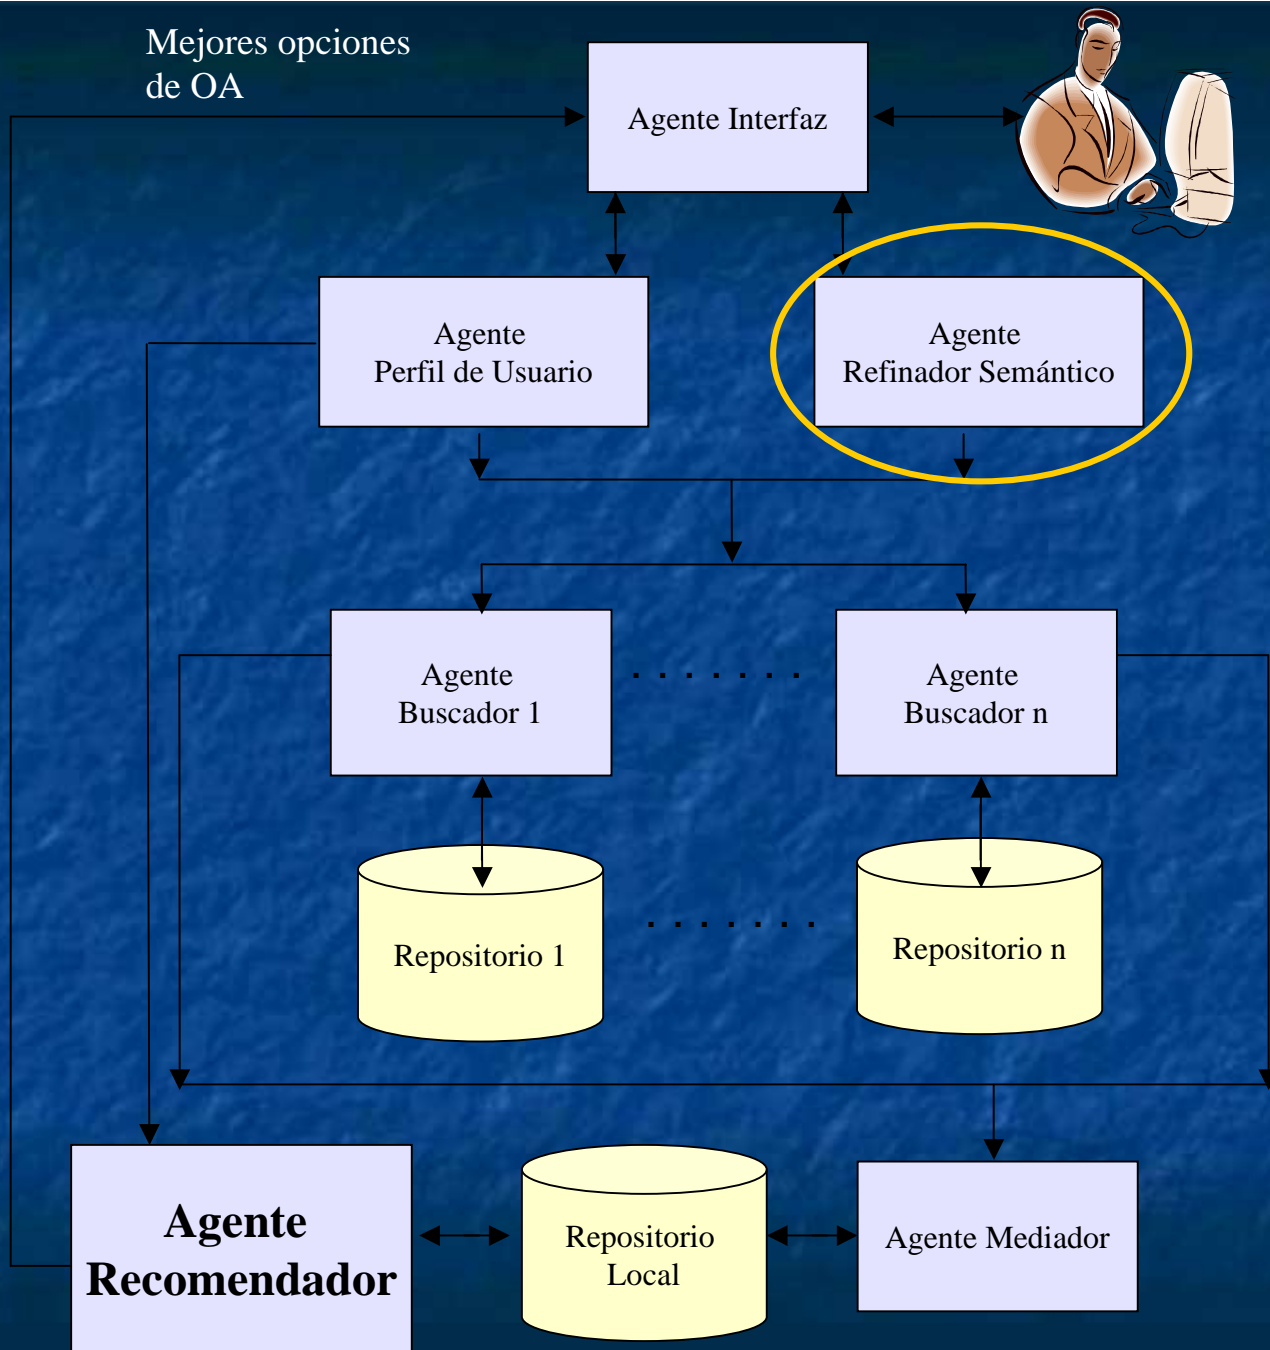 Mejores opciones
de OA
Agente Interfaz
Agente
Perfil de Usuario
Agente
Refinador Semántico
Agente
Buscador 1
. . . . . . .
Agente
Buscador n
Repositorio 1
. . . . . . .
Repositorio n
Agente
Recomendador
Repositorio
Local
Agente Mediador